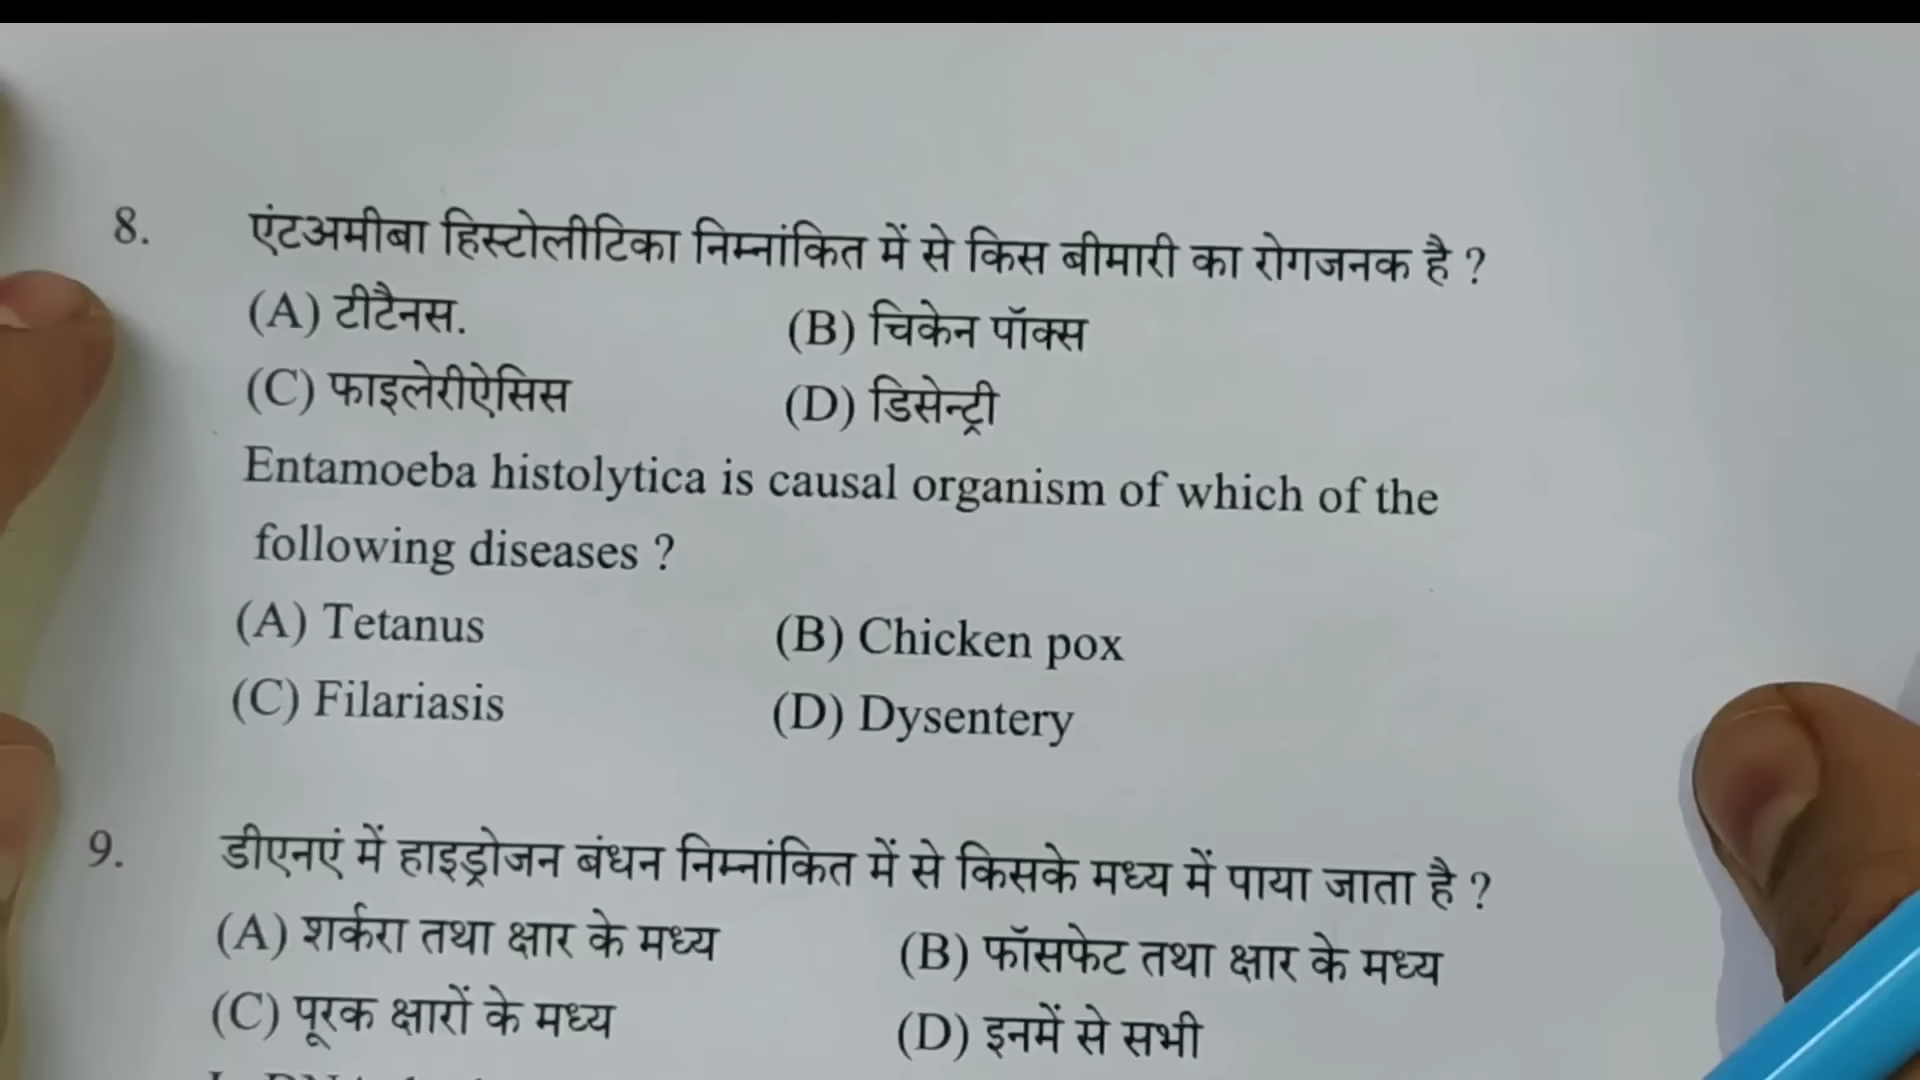 8. एंटअमीबा हिस्टोलीटिका निम्नांकित में से किस बीमारी का रोगजनक है ?
(A) टीटैनस. (B) चिकेन पॉक्स
(C) फाइलेरीऐसिस (D) डिसेन्ट्री
Entamoeba histolytica is causal organism of which of the
following diseases ?
(A) Tetanus (B) Chicken pox
(C) Filariasis (D) Dysentery
9. डीएनएं में हाइड्रोजन बंधन निम्नांकित में से किसके मध्य में पाया जाता है ?
(A) शर्करा तथा क्षार के मध्य (B) फॉसफेट तथा क्षार के मध्य
(C) पूरक क्षारों के मध्य (D) इनमें से सभी